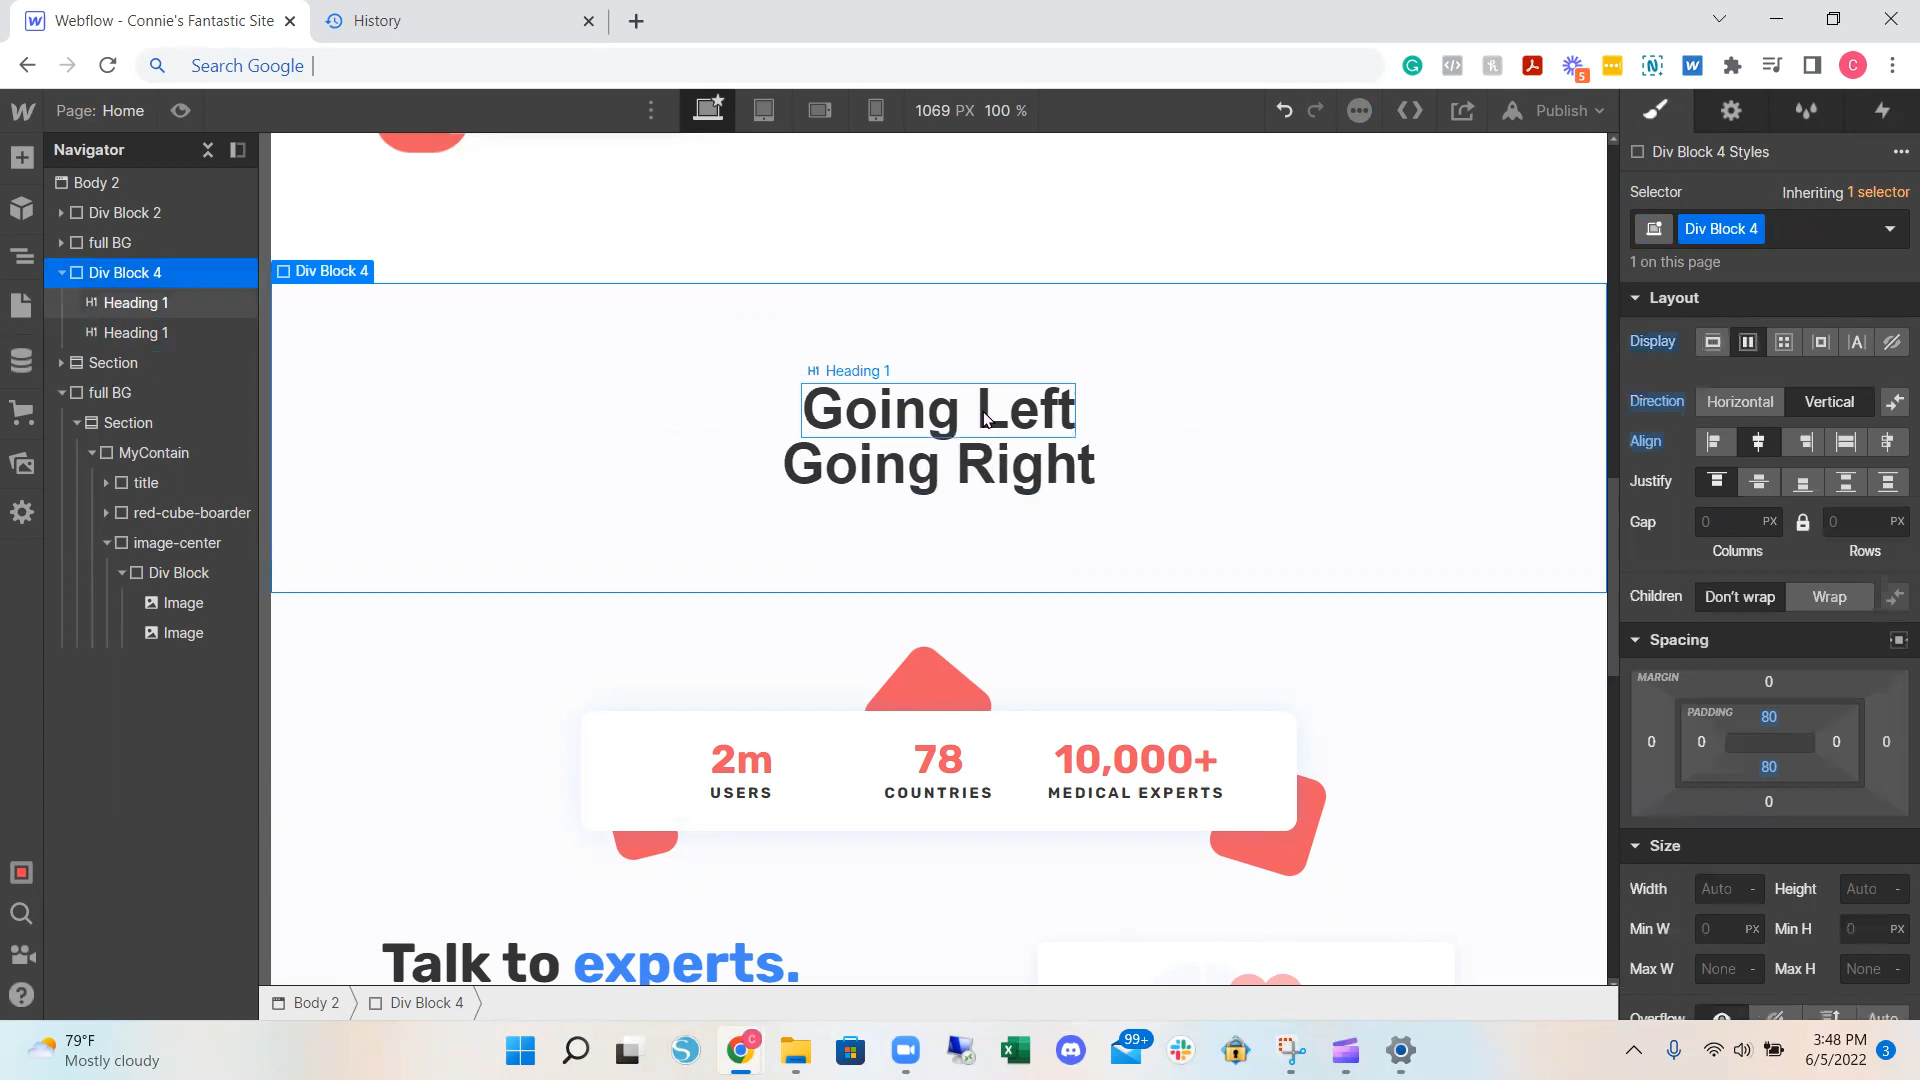 Webflow - Connie's Fantastic Site
History
Search Google
5
C
Page: Home
1069 PX 100 %
Publish
Navigator
Body 2
Div Block 2
full BG
Div Block 4
H1 Heading 1
H1 Heading 1
Section
full BG
Section
MyContain
title
red-cube-boarder
image-center
Div Block
Image
Image
Div Block 4
H1 Heading 1
Going Left
Going Right
2m
USERS
78
COUNTRIES
10,000+
MEDICAL EXPERTS
Talk to experts.
Body 2
Div Block 4
Div Block 4 Styles
Selector
Inheriting 1 selector
Div Block 4
1 on this page
Layout
Display
Direction
Horizontal
Vertical
Align
Justify
Gap
0 PX
0 PX
Columns
Rows
Children
Don't wrap
Wrap
Spacing
MARGIN
0
PADDING
80
0
0
0
0
80
0
Size
Width
Auto -
Height
Auto -
Min W
0 PX
Min H
0 PX
Max W
None -
Max H
None -
Overflow
Auto
79°F
Mostly cloudy
C
99+
3:48 PM
6/5/2022
3